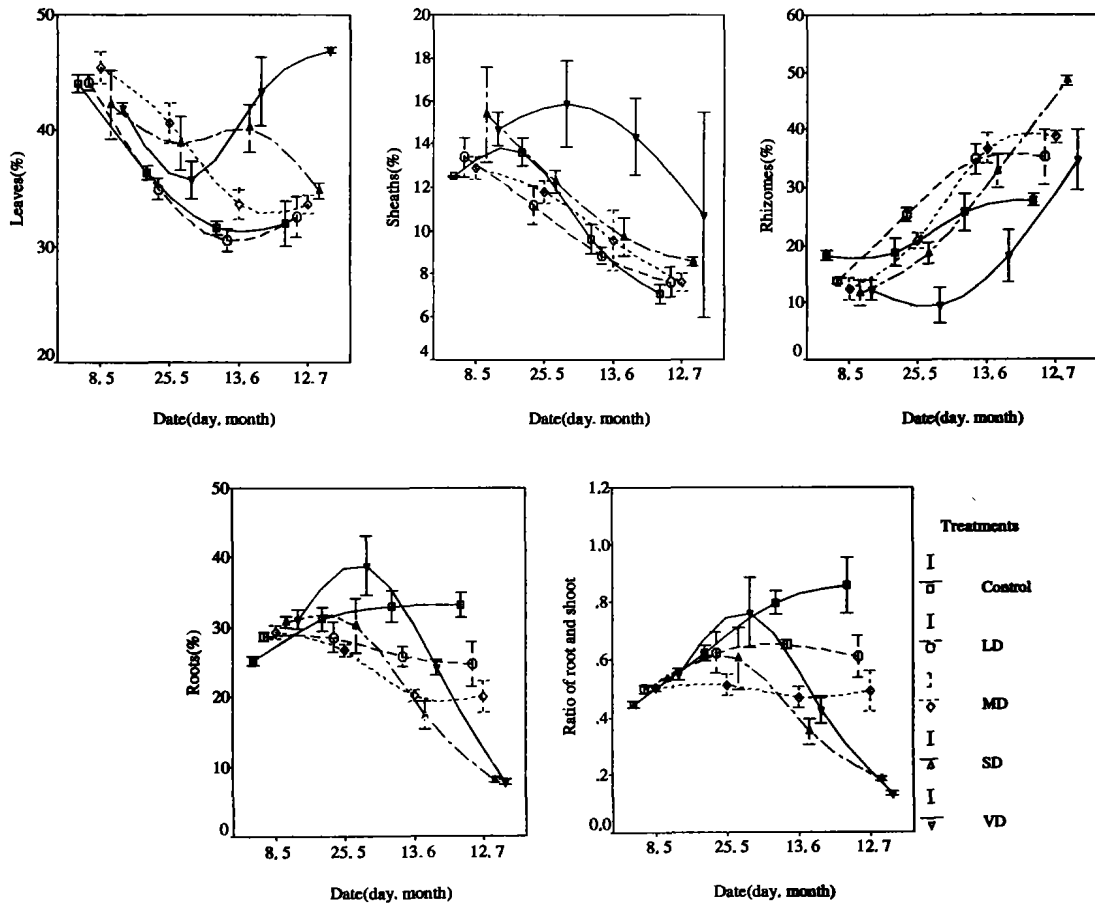 50
40
30
20
Leaves(%)
8.5 25.5 13.6 12.7
Date(day. month)
20
18
16
14
12
10
8
6
4
Sheaths(%)
8.5 25.5 13.6 12.7
Date(day. month)
60
50
40
30
20
10
0
Rhizomes(%)
8.5 25.5 13.6 12.7
Date(day. month)
50
40
30
20
10
0
Roots(%)
8.5 25.5 13.6 12.7
Date(day. month)
1.2
1.0
.8
.6
.4
.2
0.0
Ratio of root and shoot
8.5 25.5 13.6 12.7
Date(day. month)
Treatments
Control
LD
MD
SD
VD